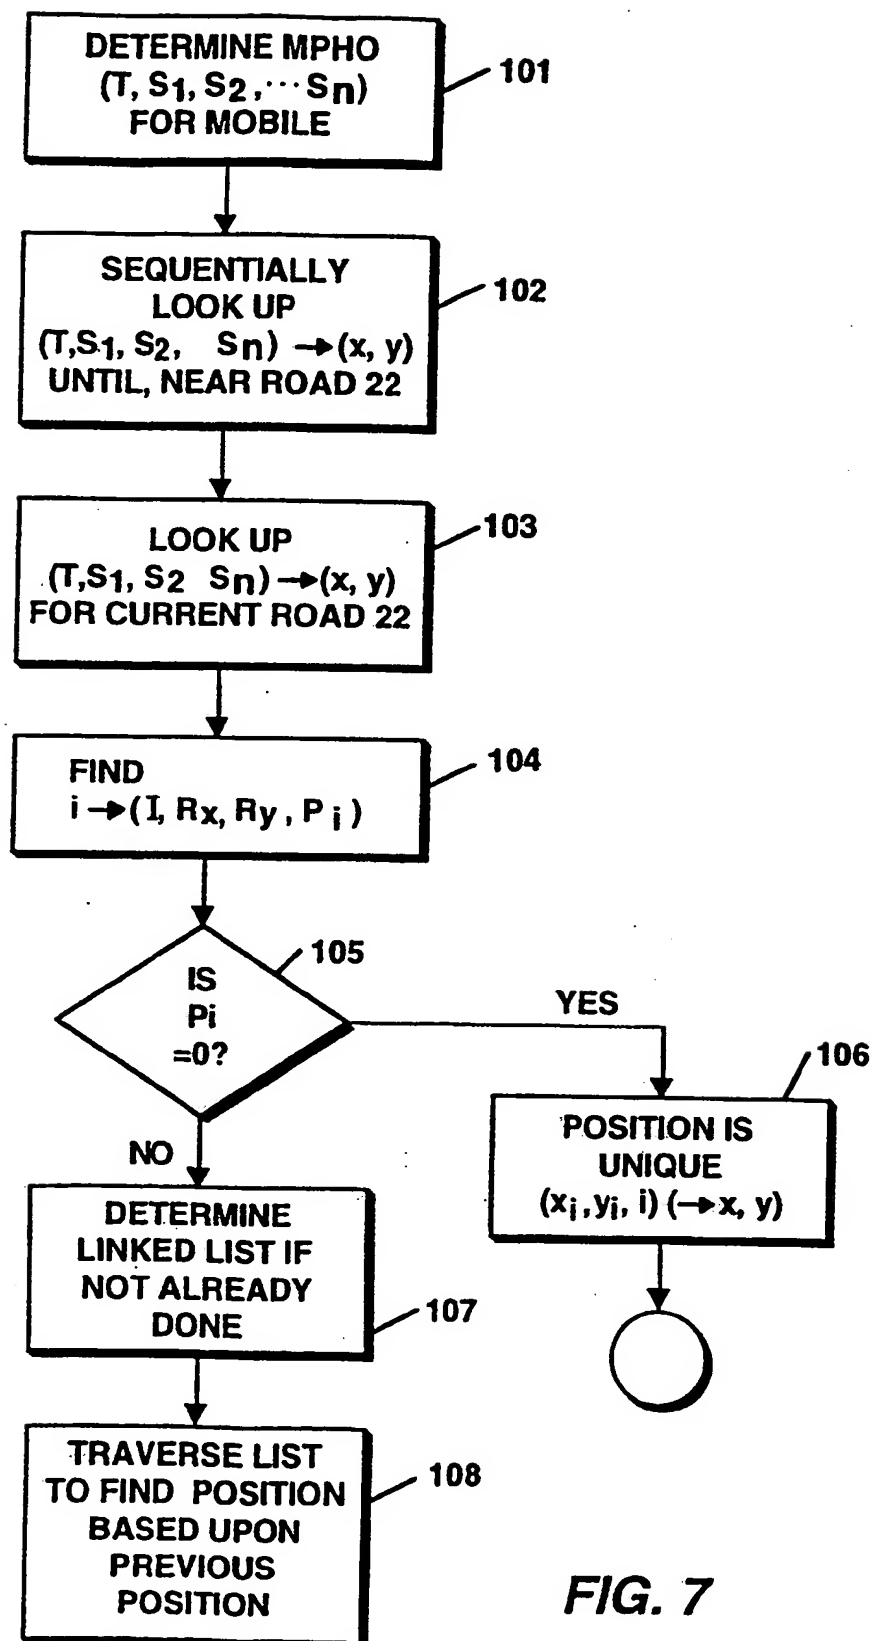 DETERMINE MPHO
(T, S1, S2, ··· Sn)
FOR MOBILE
101
SEQUENTIALLY
LOOK UP
(T,S1, S2, Sn) →(x, y)
UNTIL, NEAR ROAD 22
102
LOOK UP
(T,S1, S2 Sn) →(x, y)
FOR CURRENT ROAD 22
103
FIND
i →(I, Rx, Ry, Pi)
104
IS
Pi
=0?
105
YES
NO
POSITION IS
UNIQUE
(xi,yi, i) (→x, y)
106
DETERMINE
LINKED LIST IF
NOT ALREADY
DONE
107
TRAVERSE LIST
TO FIND POSITION
BASED UPON
PREVIOUS
POSITION
108
FIG. 7